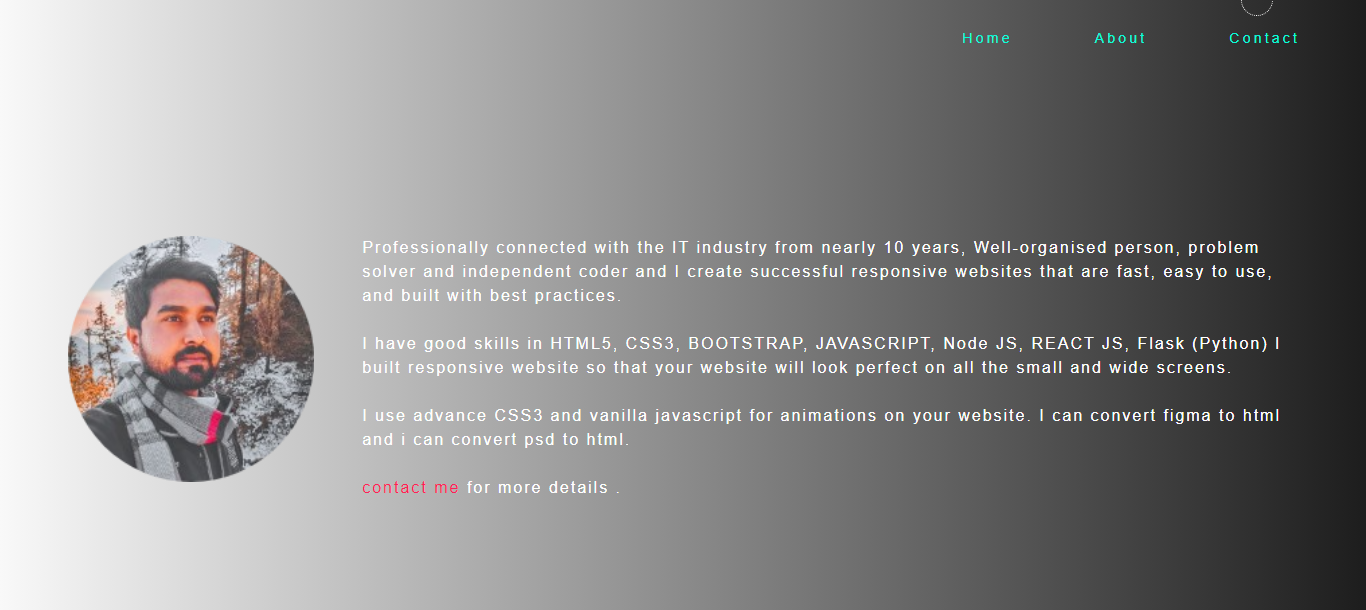 Home About Contact
Professionally connected with the IT industry from nearly 10 years, Well-organised person, problem
solver and independent coder and I create successful responsive websites that are fast, easy to use,
and built with best practices.
I have good skills in HTML5, CSS3, BOOTSTRAP, JAVASCRIPT, Node JS, REACT JS, Flask (Python) I
built responsive website so that your website will look perfect on all the small and wide screens.
I use advance CSS3 and vanilla javascript for animations on your website. I can convert figma to html
and i can convert psd to html.
contact me for more details .